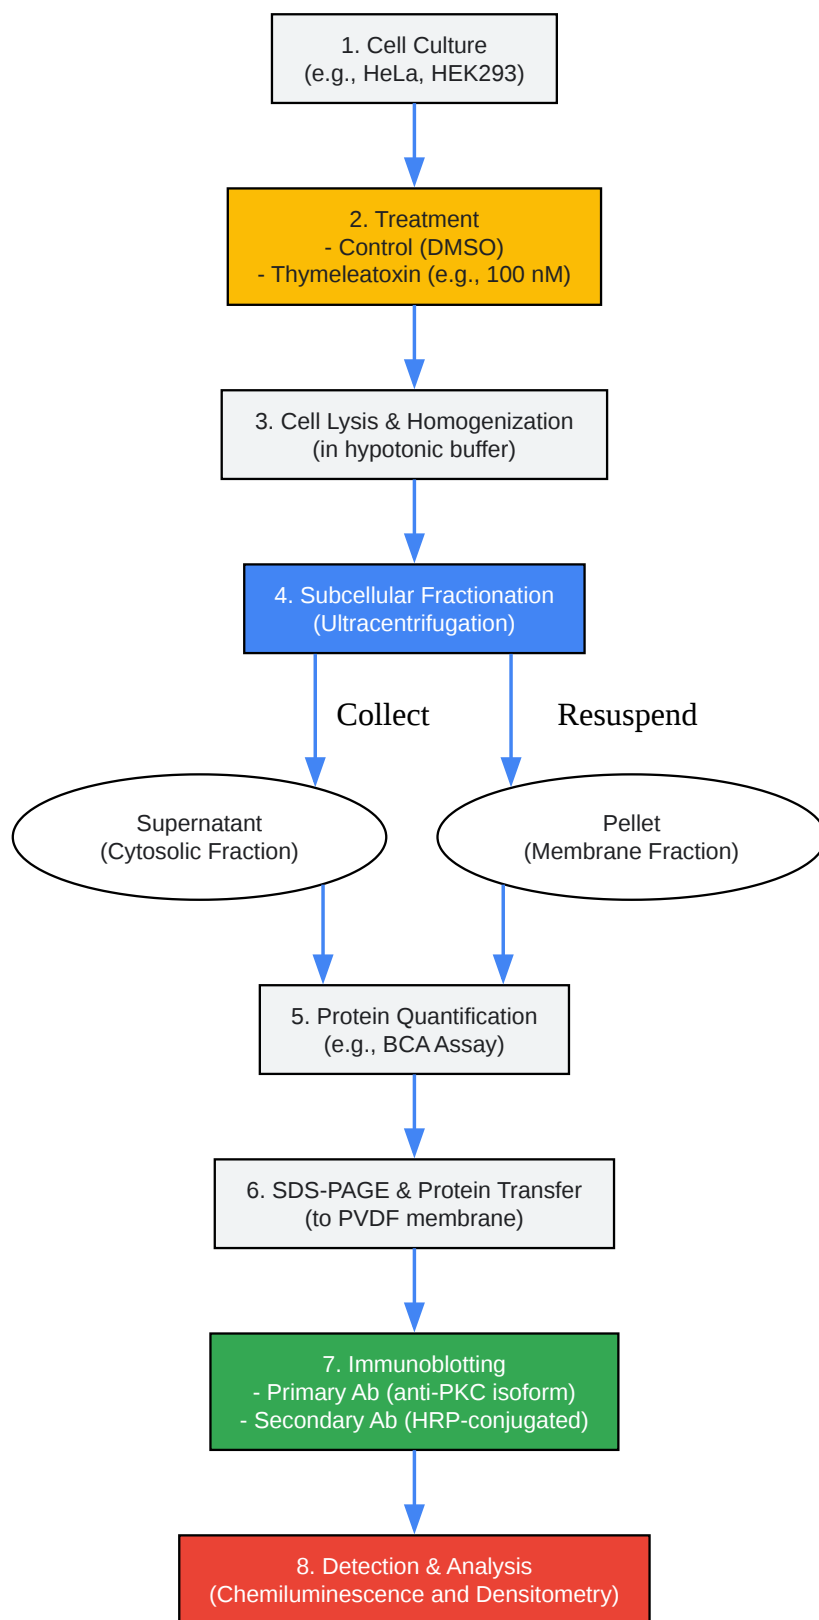 1. Cell Culture
(e.g., HeLa, HEK293)
2. Treatment
- Control (DMSO)
- Thymeleatoxin (e.g., 100 nM)
3. Cell Lysis & Homogenization
(in hypotonic buffer)
4. Subcellular Fractionation
(Ultracentrifugation)
Collect
Resuspend
Supernatant
(Cytosolic Fraction)
Pellet
(Membrane Fraction)
5. Protein Quantification
(e.g., BCA Assay)
6. SDS-PAGE & Protein Transfer
(to PVDF membrane)
7. Immunoblotting
- Primary Ab (anti-PKC isoform)
- Secondary Ab (HRP-conjugated)
8. Detection & Analysis
(Chemiluminescence and Densitometry)